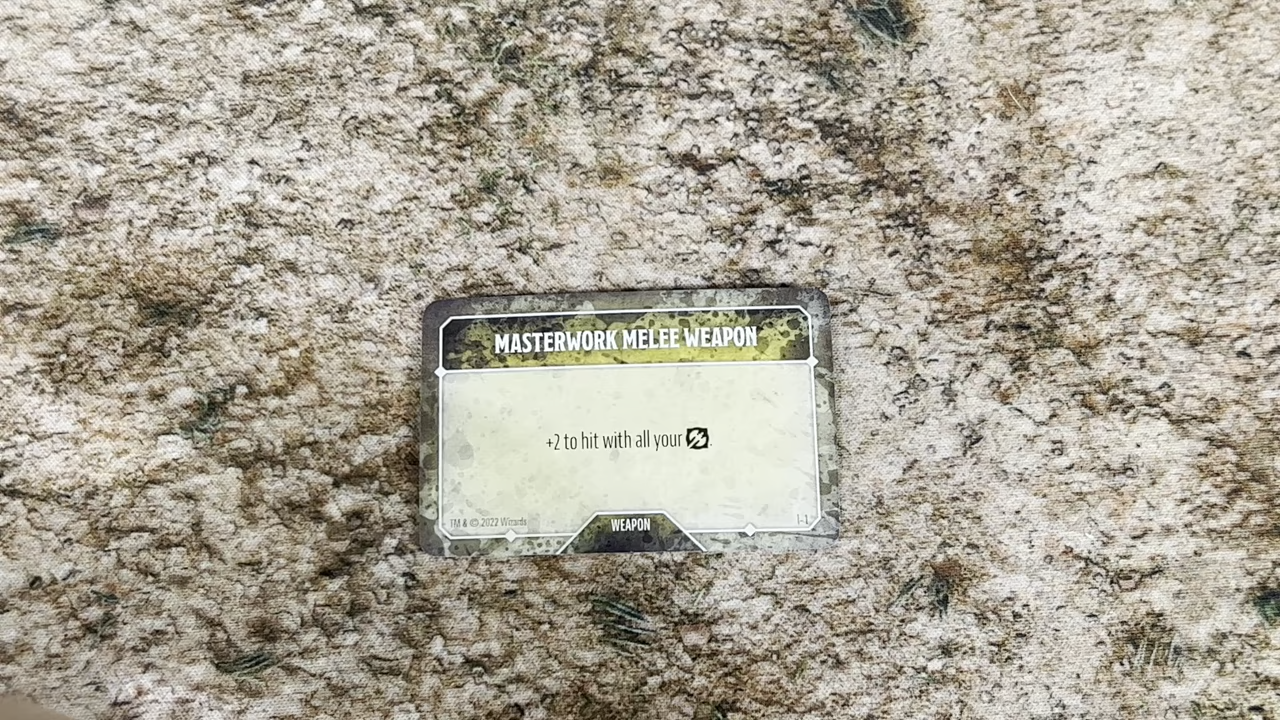 MASTERWORK MELEE WEAPON
+2 to hit with all your
TM & © 2022 Wizards
WEAPON
1-1